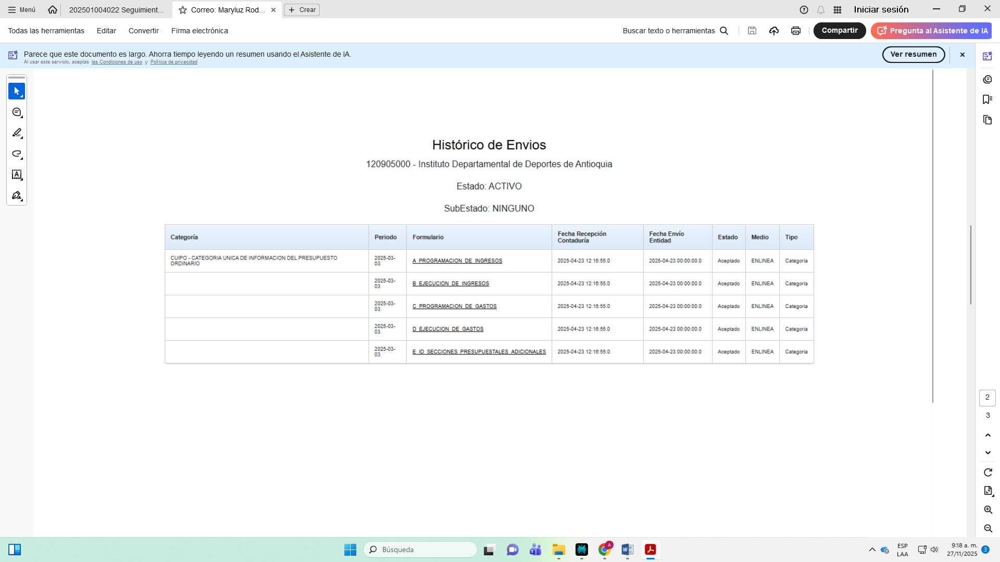 Menú
202501004022 Seguimient...
Correo: Maryluz Rod...
Crear
Iniciar sesión
Todas las herramientas
Editar
Convertir
Firma electrónica
Buscar texto o herramientas
Compartir
Pregunta al Asistente de IA
Parece que este documento es largo. Ahorra tiempo leyendo un resumen usando el Asistente de IA.
Al usar este servicio, aceptas las Condiciones de uso y Política de privacidad
Ver resumen
Histórico de Envios
120905000 - Instituto Departamental de Deportes de Antioquia
Estado: ACTIVO
SubEstado: NINGUNO
Categoría Periodo Formulario Fecha Recepción Contaduría Fecha Envío Entidad Estado Medio Tipo
CUIPO - CATEGORIA UNICA DE INFORMACION DEL PRESUPUESTO ORDINARIO 2025-03-03 A_PROGRAMACION_DE_INGRESOS 2025-04-23 12:16:55.0 2025-04-23 00:00:00.0 Aceptado ENLINEA Categoria
2025-03-03 B_EJECUCION_DE_INGRESOS 2025-04-23 12:16:55.0 2025-04-23 00:00:00.0 Aceptado ENLINEA Categoria
2025-03-03 C_PROGRAMACION_DE_GASTOS 2025-04-23 12:16:55.0 2025-04-23 00:00:00.0 Aceptado ENLINEA Categoria
2025-03-03 D_EJECUCION_DE_GASTOS 2025-04-23 12:16:55.0 2025-04-23 00:00:00.0 Aceptado ENLINEA Categoria
2025-03-03 E_ID_SECCIONES_PRESUPUESTALES_ADICIONALES 2025-04-23 12:16:55.0 2025-04-23 00:00:00.0 Aceptado ENLINEA Categoria
2
3
Búsqueda
A
ESP
LAA
9:18 a. m.
27/11/2025
3